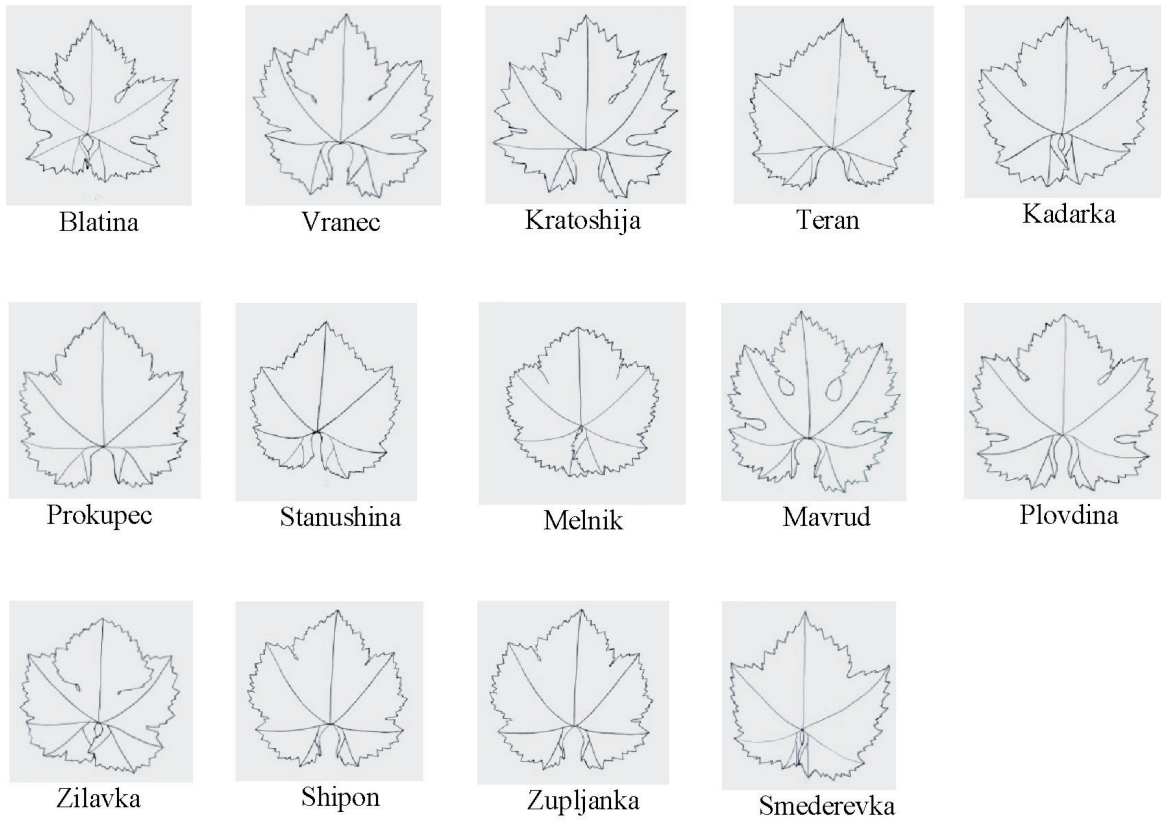 Blatina
Vranec
Kratoshija
Teran
Kadarka
Prokupec
Stanushina
Melnik
Mavrud
Plovdina
Zilavka
Shipon
Zupljanka
Smederevka